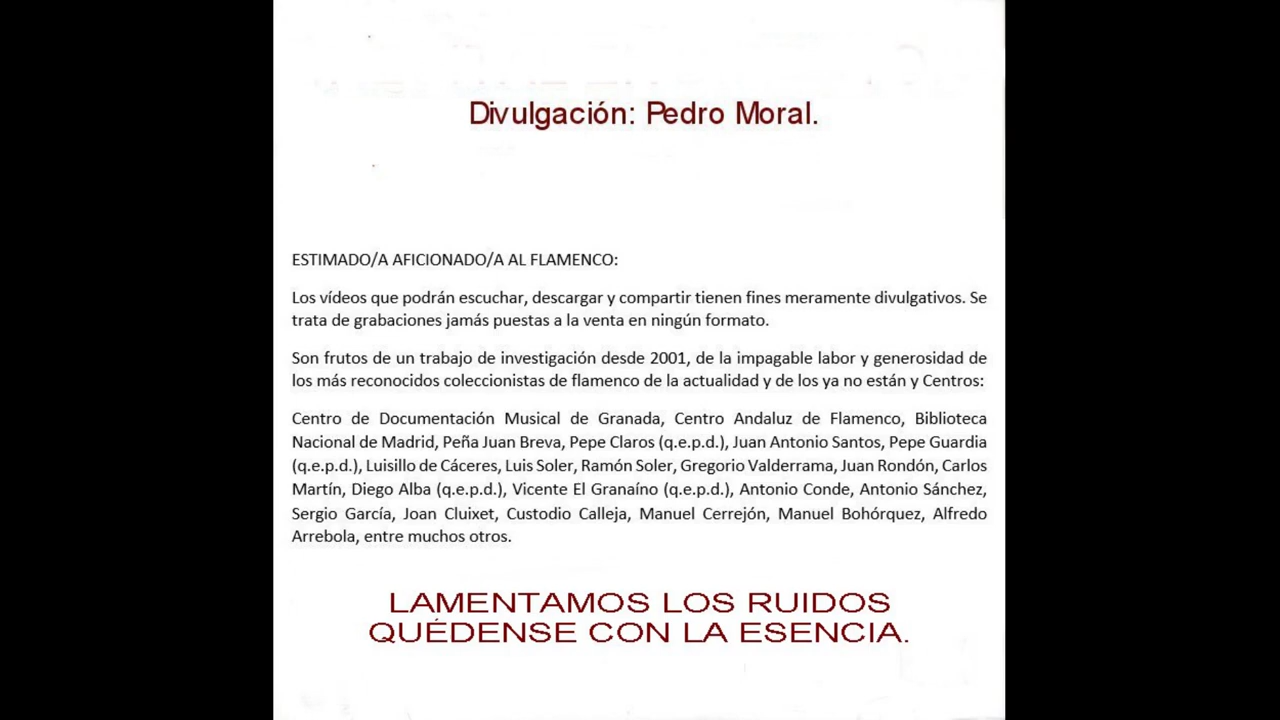 Divulgación: Pedro Moral.
ESTIMADO/A AFICIONADO/A AL FLAMENCO:
Los vídeos que podrán escuchar, descargar y compartir tienen fines meramente divulgativos. Se
trata de grabaciones jamás puestas a la venta en ningún formato.
Son frutos de un trabajo de investigación desde 2001, de la impagable labor y generosidad de
los más reconocidos coleccionistas de flamenco de la actualidad y de los ya no están y Centros:
Centro de Documentación Musical de Granada, Centro Andaluz de Flamenco, Biblioteca
Nacional de Madrid, Peña Juan Breva, Pepe Claros (q.e.p.d.), Juan Antonio Santos, Pepe Guardia
(q.e.p.d.), Luisillo de Cáceres, Luis Soler, Ramón Soler, Gregorio Valderrama, Juan Rondón, Carlos
Martín, Diego Alba (q.e.p.d.), Vicente El Granaíno (q.e.p.d.), Antonio Conde, Antonio Sánchez,
Sergio García, Joan Cluixet, Custodio Calleja, Manuel Cerrejón, Manuel Bohórquez, Alfredo
Arrebola, entre muchos otros.
LAMENTAMOS LOS RUIDOS
QUÉDENSE CON LA ESENCIA.